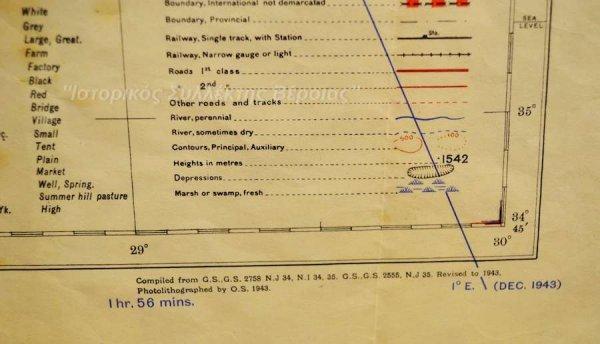 White
Grey
Large, Great.
Farm
Factory
Black
Red
Bridge
Village
Small
Tent
Plain
Market
Well, Spring.
Summer hill pasture
High
Boundary, International not demarcated
Boundary, Provincial
Railway, Single track, with Station
Sta.
Railway, Narrow gauge or light
Roads 1st class
" 2nd "
Other roads and tracks
River, perennial
River, sometimes dry
Contours, Principal, Auxiliary
500
100
Heights in metres
·1542
Depressions
Marsh or swamp, fresh
SEA
LEVEL
35°
34°
45'
29°
30°
"Ιστορικός Συλλέκτης Βέροιας"
Compiled from G.S., G.S. 2758 N.J 34, N.I 34, 35. G.S., G.S. 2555, N.J 35. Revised to 1943.
Photolithographed by O.S. 1943.
1 hr. 56 mins.
1° E. (DEC. 1943)